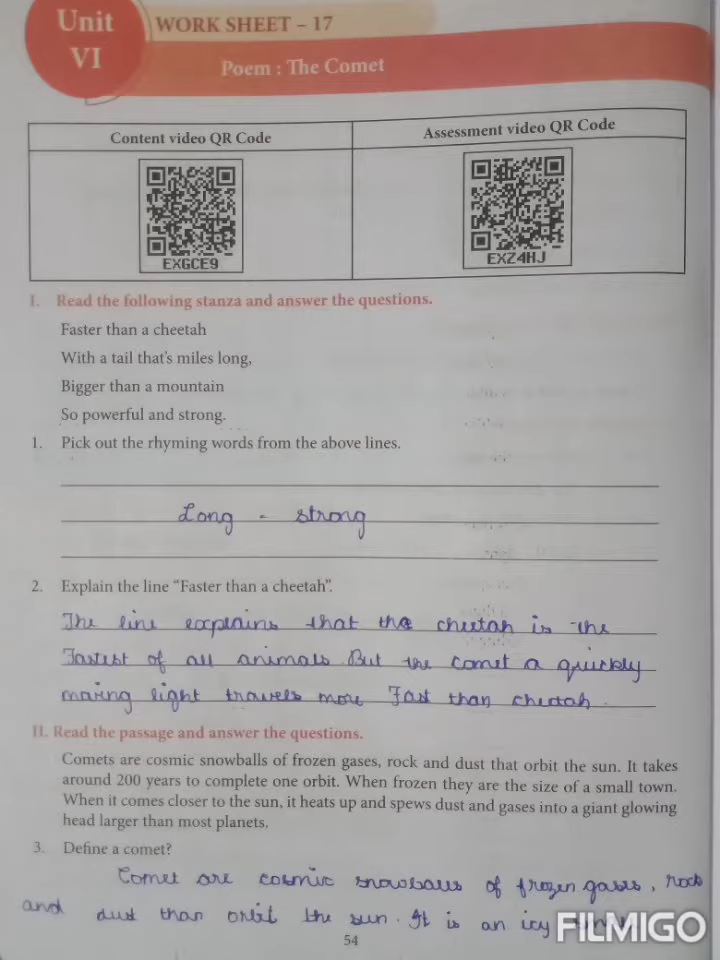 Unit
VI
WORK SHEET – 17
Poem : The Comet
Content video QR Code
Assessment video QR Code
EXGCE9
EXZ4HJ
I. Read the following stanza and answer the questions.
Faster than a cheetah
With a tail that's miles long,
Bigger than a mountain
So powerful and strong.
1. Pick out the rhyming words from the above lines.
Long - strong
2. Explain the line “Faster than a cheetah”.
The line explains that the cheetah is the
Fastest of all animals But the comet a quickly
moving light travels more Fast than cheetah.
II. Read the passage and answer the questions.
Comets are cosmic snowballs of frozen gases, rock and dust that orbit the sun. It takes
around 200 years to complete one orbit. When frozen they are the size of a small town.
When it comes closer to the sun, it heats up and spews dust and gases into a giant glowing
head larger than most planets.
3. Define a comet?
Comet are cosmic snowballs of frozen gases, rock
and dust than orbit the sun. It is an icy
FILMIGO
54